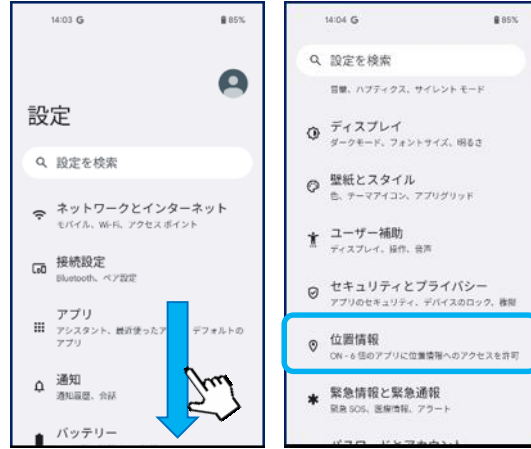 14:03 G 85%
設定
設定を検索
ネットワークとインターネット
モバイル、Wi-Fi、アクセス ポイント
接続設定
Bluetooth、ペア設定
アプリ
アシスタント、最近使ったア デフォルトの
アプリ
通知
通知履歴、会話
バッテリー
14:04 G 85%
設定を検索
音量、ハプティクス、サイレント モード
ディスプレイ
ダークモード、フォントサイズ、明るさ
壁紙とスタイル
色、テーマアイコン、アプリグリッド
ユーザー補助
ディスプレイ、操作、音声
セキュリティとプライバシー
アプリのセキュリティ、デバイスのロック、権限
位置情報
ON - 6 個のアプリに位置情報へのアクセスを許可
緊急情報と緊急通報
緊急 SOS、医療情報、アラート
パスワードとアカウント